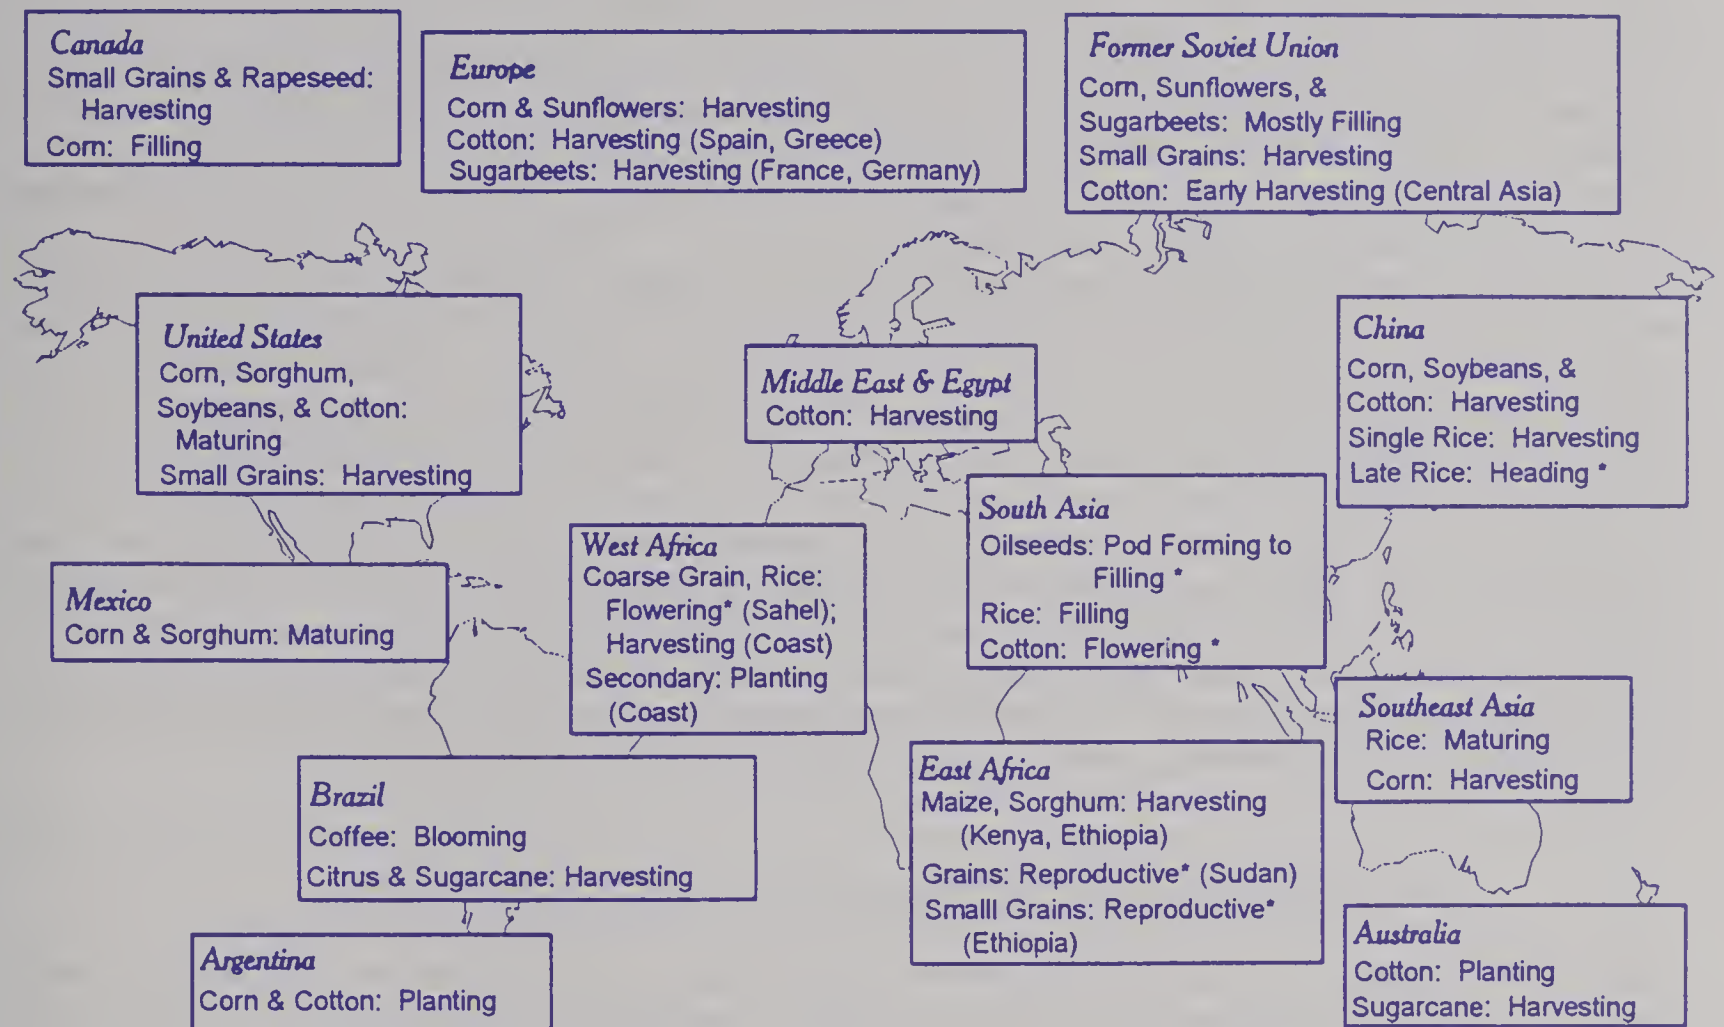 Canada
Small Grains & Rapeseed:
Harvesting
Corn: Filling
Europe
Corn & Sunflowers: Harvesting
Cotton: Harvesting (Spain, Greece)
Sugarbeets: Harvesting (France, Germany)
Former Soviet Union
Corn, Sunflowers, &
Sugarbeets: Mostly Filling
Small Grains: Harvesting
Cotton: Early Harvesting (Central Asia)
United States
Corn, Sorghum,
Soybeans, & Cotton:
Maturing
Small Grains: Harvesting
Middle East & Egypt
Cotton: Harvesting
China
Corn, Soybeans, &
Cotton: Harvesting
Single Rice: Harvesting
Late Rice: Heading *
Mexico
Corn & Sorghum: Maturing
West Africa
Coarse Grain, Rice:
Flowering* (Sahel);
Harvesting (Coast)
Secondary: Planting
(Coast)
South Asia
Oilseeds: Pod Forming to
Filling *
Rice: Filling
Cotton: Flowering *
Southeast Asia
Rice: Maturing
Corn: Harvesting
Brazil
Coffee: Blooming
Citrus & Sugarcane: Harvesting
East Africa
Maize, Sorghum: Harvesting
(Kenya, Ethiopia)
Grains: Reproductive* (Sudan)
Smalll Grains: Reproductive*
(Ethiopia)
Argentina
Corn & Cotton: Planting
Australia
Cotton: Planting
Sugarcane: Harvesting